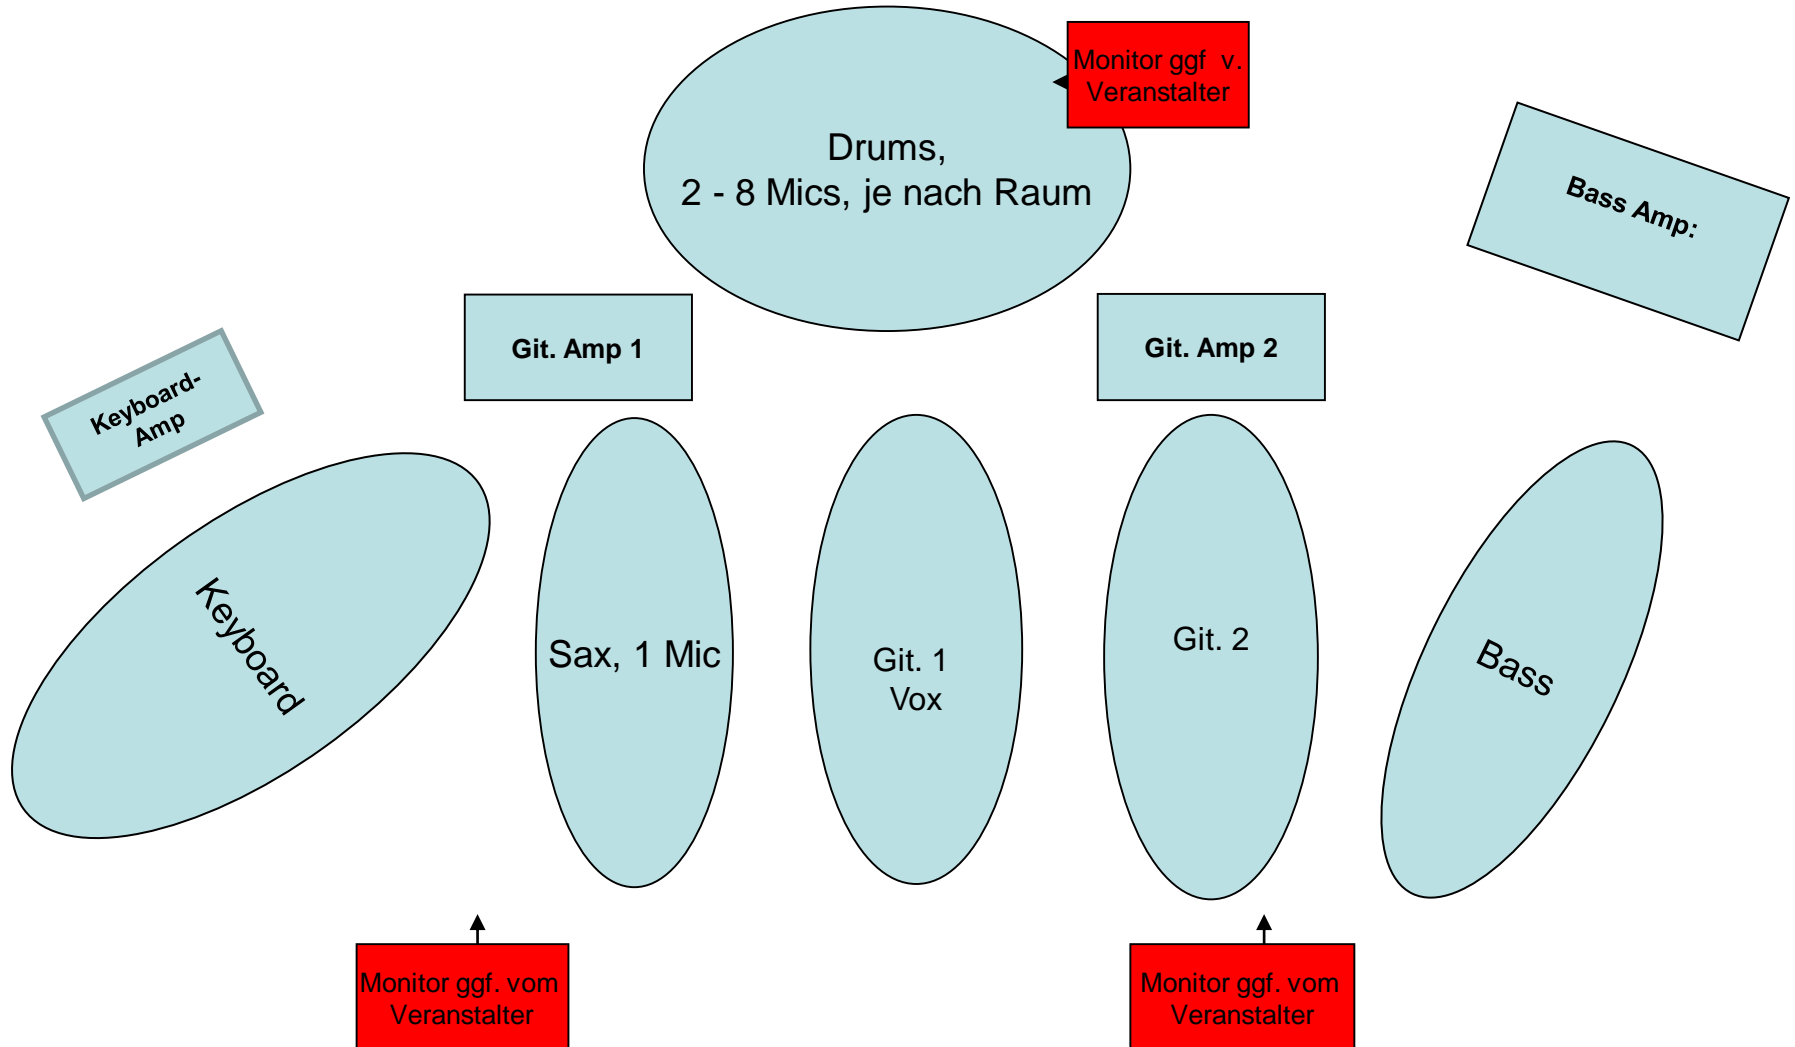 Monitor ggf v.
Veranstalter
Drums,
2 - 8 Mics, je nach Raum
Bass Amp:
Git. Amp 1
Git. Amp 2
Keyboard-
Amp
Keyboard
Sax, 1 Mic
Git. 1
Vox
Git. 2
Bass
Monitor ggf. vom
Veranstalter
Monitor ggf. vom
Veranstalter